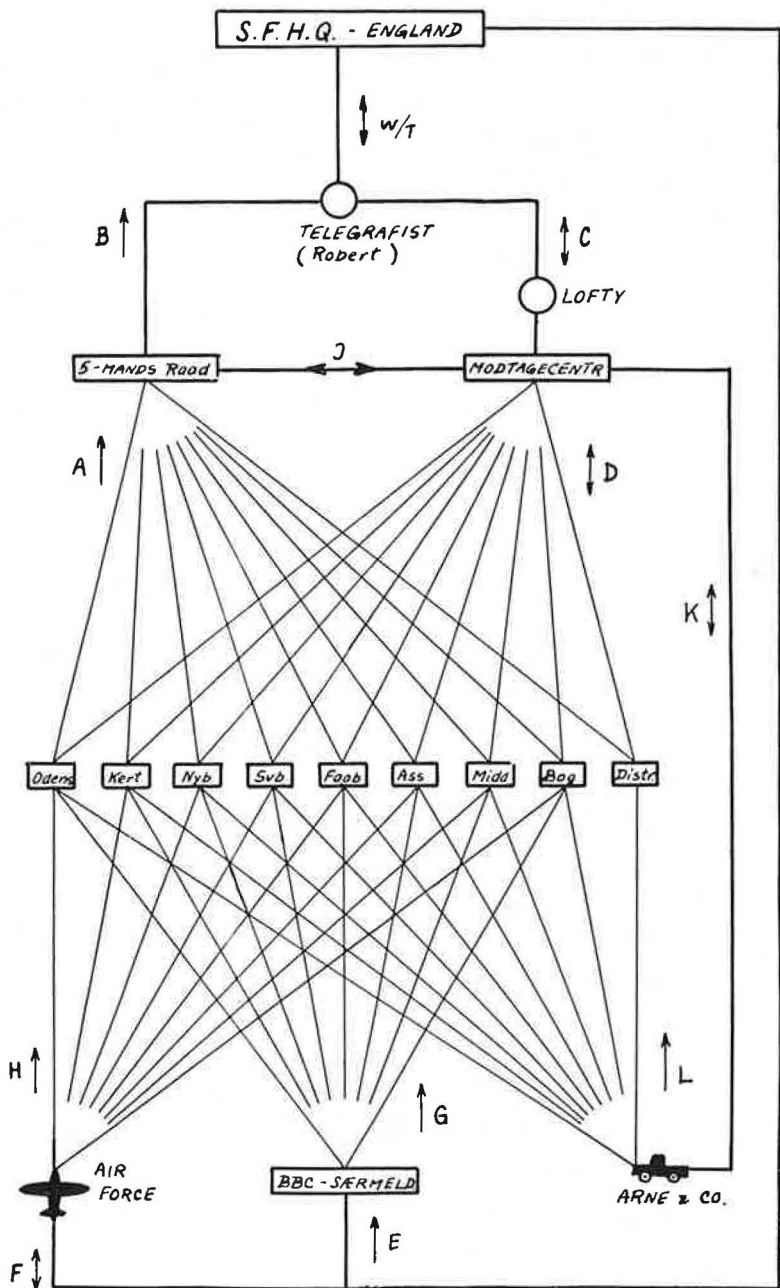 S.F.H.Q. - ENGLAND
W/T
B
TELEGRAFIST
(Robert)
C
LOFTY
5-MANDS Raad
J
MODTAGECENTR
A
D
K
Odens
Kert
Nyb
Svb
Faab
Ass
Midd
Bog
Distr
H
G
L
AIR
FORCE
BBC-SÆRMELD
ARNE & CO.
F
E